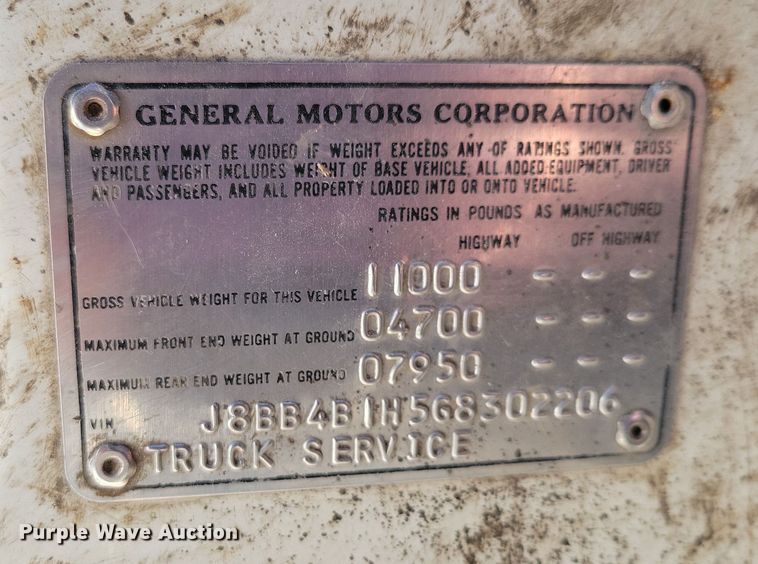 GENERAL MOTORS CORPORATION
WARRANTY MAY BE VOIDED IF WEIGHT EXCEEDS ANY OF RATINGS SHOWN. GROSS
VEHICLE WEIGHT INCLUDES WEIGHT OF BASE VEHICLE, ALL ADDED EQUIPMENT, DRIVER
AND PASSENGERS, AND ALL PROPERTY LOADED INTO OR ONTO VEHICLE.
RATINGS IN POUNDS AS MANUFACTURED
HIGHWAY OFF HIGHWAY
GROSS VEHICLE WEIGHT FOR THIS VEHICLE 11000 - - -
MAXIMUM FRONT END WEIGHT AT GROUND 04700 - - -
MAXIMUM REAR END WEIGHT AT GROUND 07950 - - -
VIN J8BB4B1H5G8302206
TRUCK SERVICE
Purple Wave Auction